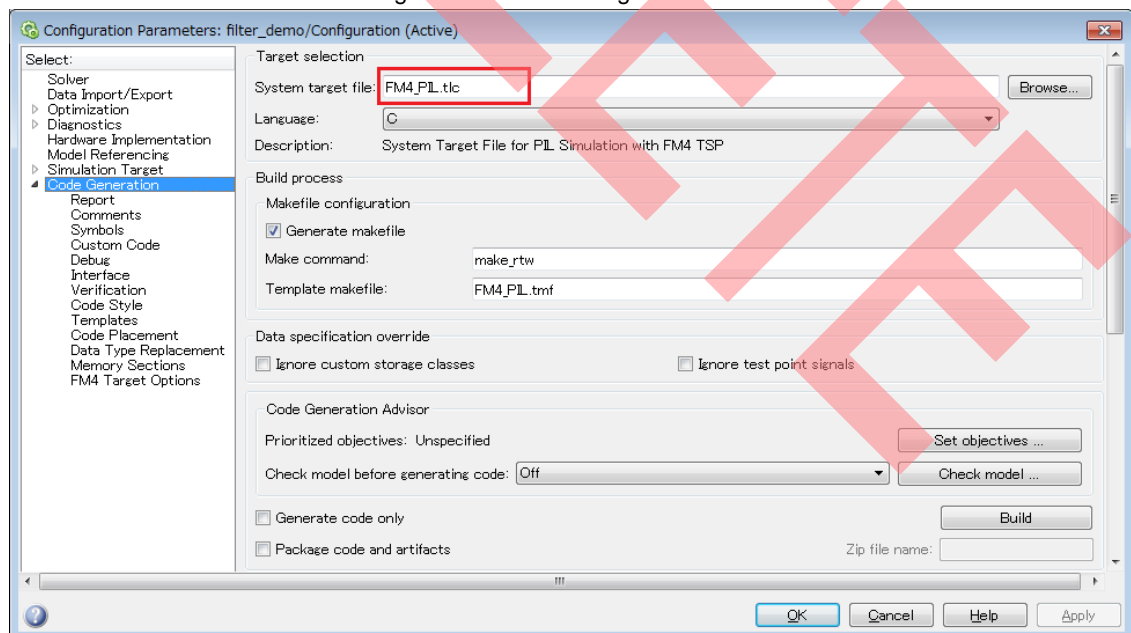 Configuration Parameters: filter_demo/Configuration (Active)
Select:
Solver
Data Import/Export
Optimization
Diagnostics
Hardware Implementation
Model Referencing
Simulation Target
Code Generation
Report
Comments
Symbols
Custom Code
Debug
Interface
Verification
Code Style
Templates
Code Placement
Data Type Replacement
Memory Sections
FM4 Target Options
Target selection
System target file: FM4_PIL.tlc Browse...
Language: C
Description: System Target File for PIL Simulation with FM4 TSP
Build process
Makefile configuration
Generate makefile
Make command: make_rtw
Template makefile: FM4_PIL.tmf
Data specification override
Ignore custom storage classes Ignore test point signals
Code Generation Advisor
Prioritized objectives: Unspecified Set objectives ...
Check model before generating code: Off Check model ...
Generate code only Build
Package code and artifacts Zip file name:
OK Cancel Help Apply